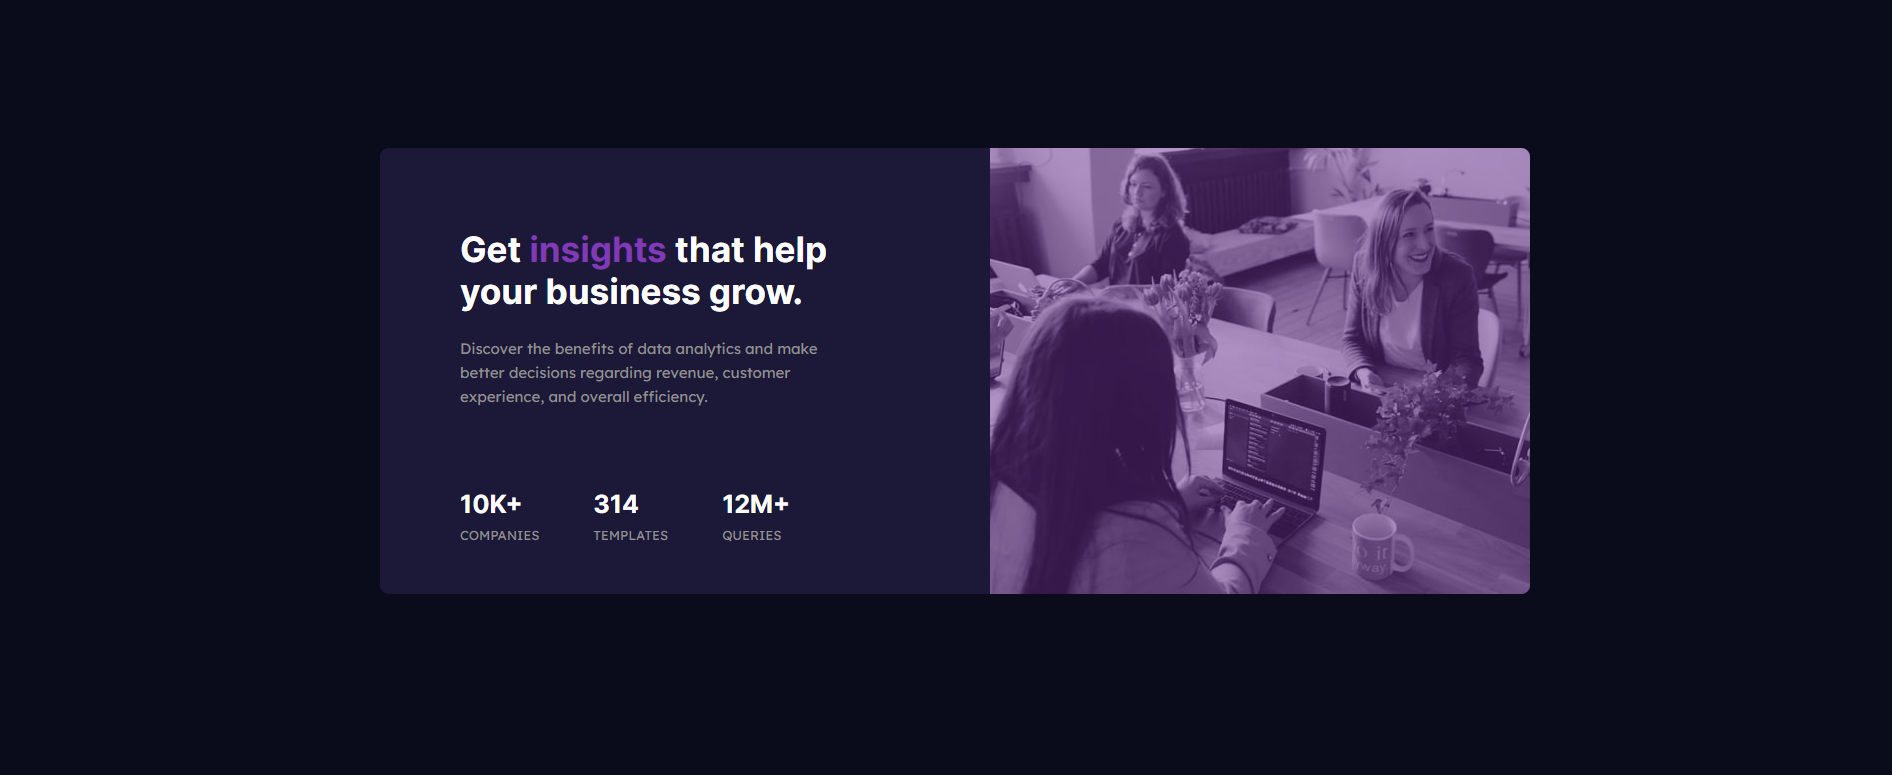 Get insights that help
your business grow.
Discover the benefits of data analytics and make
better decisions regarding revenue, customer
experience, and overall efficiency.
10K+ 314 12M+
COMPANIES TEMPLATES QUERIES